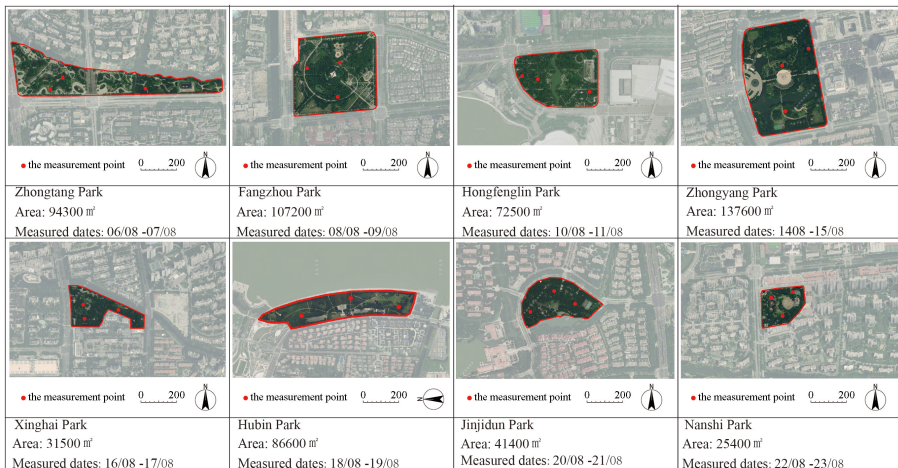 the measurement point 0 200 N
the measurement point 0 200 N
the measurement point 0 200 N
the measurement point 0 200 N
Zhongtang Park
Area: 94300 ㎡
Measured dates: 06/08 -07/08
Fangzhou Park
Area: 107200 ㎡
Measured dates: 08/08 -09/08
Hongfenglin Park
Area: 72500 ㎡
Measured dates: 10/08 -11/08
Zhongyang Park
Area: 137600 ㎡
Measured dates: 1408 -15/08
the measurement point 0 200 N
the measurement point 0 200 N
the measurement point 0 200 N
the measurement point 0 200 N
Xinghai Park
Area: 31500 ㎡
Measured dates: 16/08 -17/08
Hubin Park
Area: 86600 ㎡
Measured dates: 18/08 -19/08
Jinjidun Park
Area: 41400 ㎡
Measured dates: 20/08 -21/08
Nanshi Park
Area: 25400 ㎡
Measured dates: 22/08 -23/08